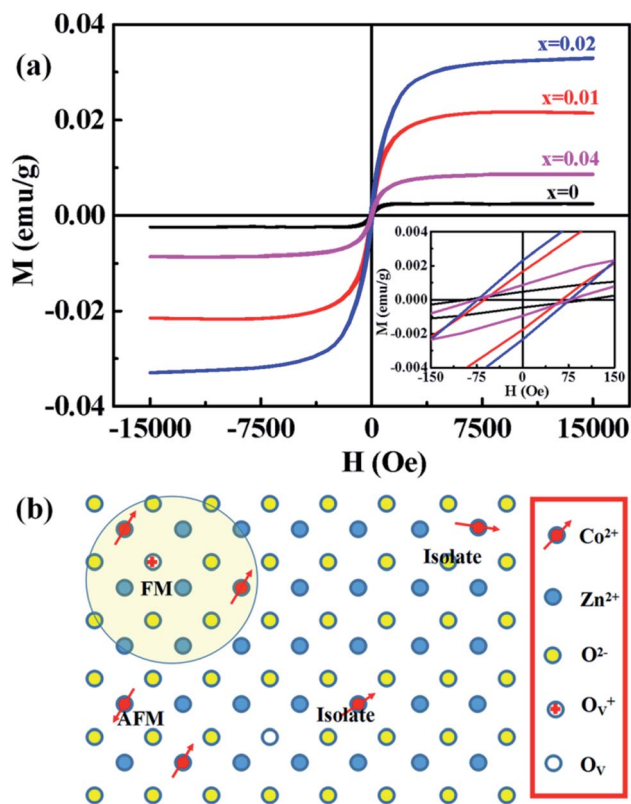 (a)
0.04
0.02
0.00
-0.02
-0.04
M (emu/g)
x=0.02
x=0.01
x=0.04
x=0
0.004
0.002
0.000
-0.002
-0.004
M (emu/g)
-150 -75 0 75 150
H (Oe)
-15000 -7500 0 7500 15000
H (Oe)
(b)
FM
Isolate
AFM
Isolate
Co²⁺
Zn²⁺
O²⁻
Oᵥ⁺
Oᵥ